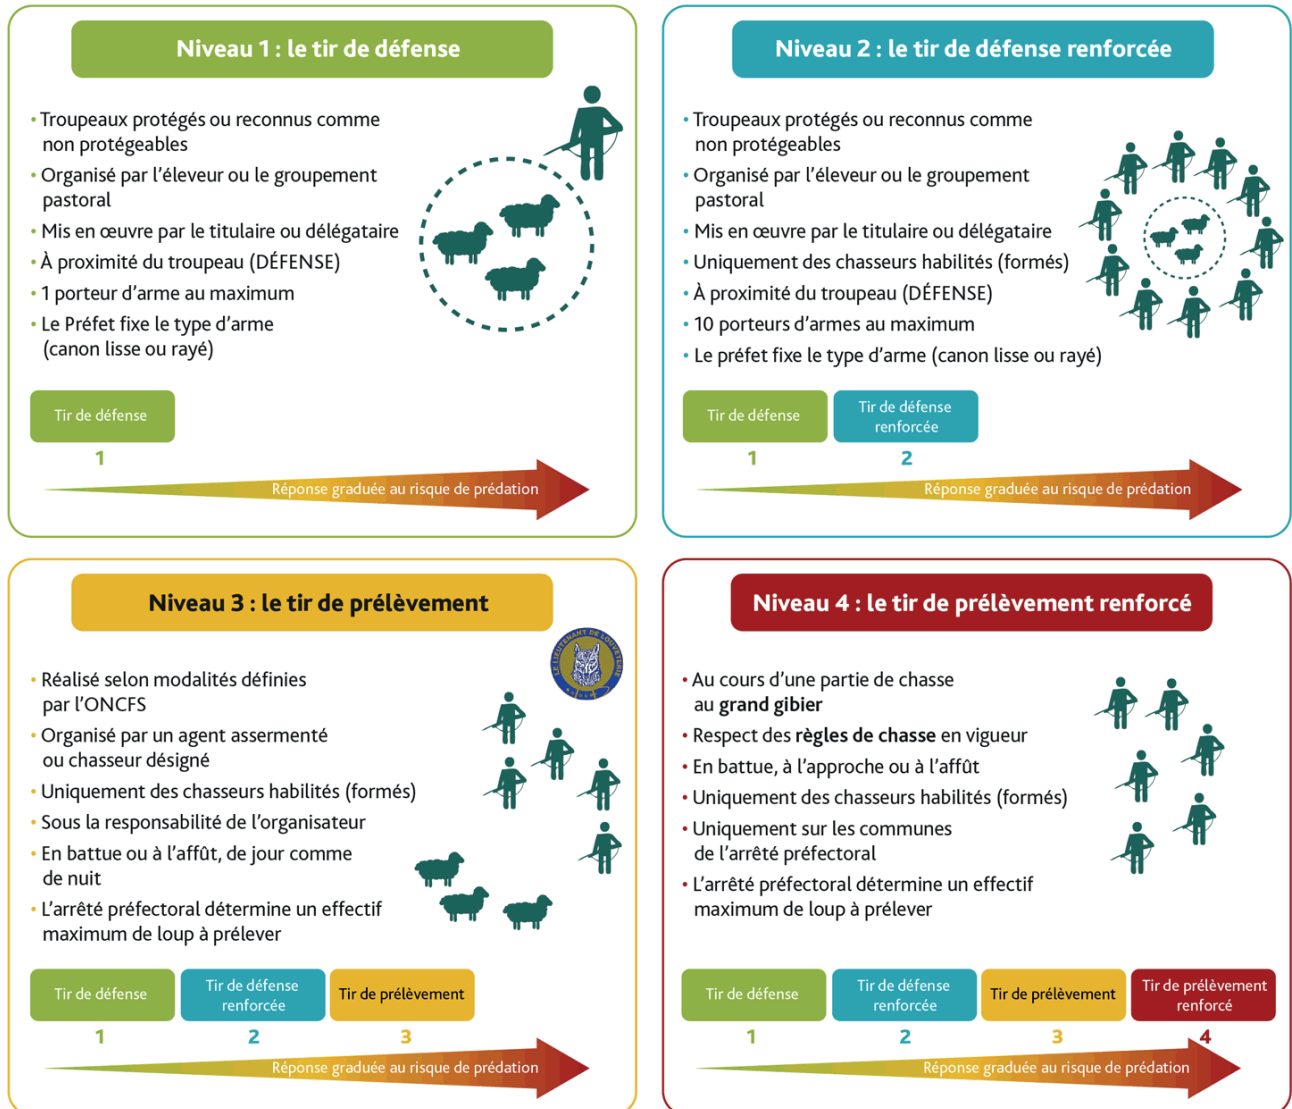 Niveau 1 : le tir de défense
• Troupeaux protégés ou reconnus comme
non protégeables
• Organisé par l'éleveur ou le groupement
pastoral
• Mis en œuvre par le titulaire ou délégataire
• À proximité du troupeau (DÉFENSE)
• 1 porteur d'arme au maximum
• Le Préfet fixe le type d'arme
(canon lisse ou rayé)
Tir de défense
1
Réponse graduée au risque de prédation
Niveau 2 : le tir de défense renforcée
• Troupeaux protégés ou reconnus comme
non protégeables
• Organisé par l'éleveur ou le groupement
pastoral
• Mis en œuvre par le titulaire ou délégataire
• Uniquement des chasseurs habilités (formés)
• À proximité du troupeau (DÉFENSE)
• 10 porteurs d'armes au maximum
• Le préfet fixe le type d'arme (canon lisse ou rayé)
Tir de défense
Tir de défense
renforcée
1 2
Réponse graduée au risque de prédation
Niveau 3 : le tir de prélèvement
LE LIEUTENANT DE LOUVETERIE
• Réalisé selon modalités définies
par l'ONCFS
• Organisé par un agent assermenté
ou chasseur désigné
• Uniquement des chasseurs habilités (formés)
• Sous la responsabilité de l'organisateur
• En battue ou à l'affût, de jour comme
de nuit
• L'arrêté préfectoral détermine un effectif
maximum de loup à prélever
Tir de défense
Tir de défense
renforcée
Tir de prélèvement
1 2 3
Réponse graduée au risque de prédation
Niveau 4 : le tir de prélèvement renforcé
• Au cours d'une partie de chasse
au grand gibier
• Respect des règles de chasse en vigueur
• En battue, à l'approche ou à l'affût
• Uniquement des chasseurs habilités (formés)
• Uniquement sur les communes
de l'arrêté préfectoral
• L'arrêté préfectoral détermine un effectif
maximum de loup à prélever
Tir de défense
Tir de défense
renforcée
Tir de prélèvement
Tir de prélèvement
renforcé
1 2 3 4
Réponse graduée au risque de prédation